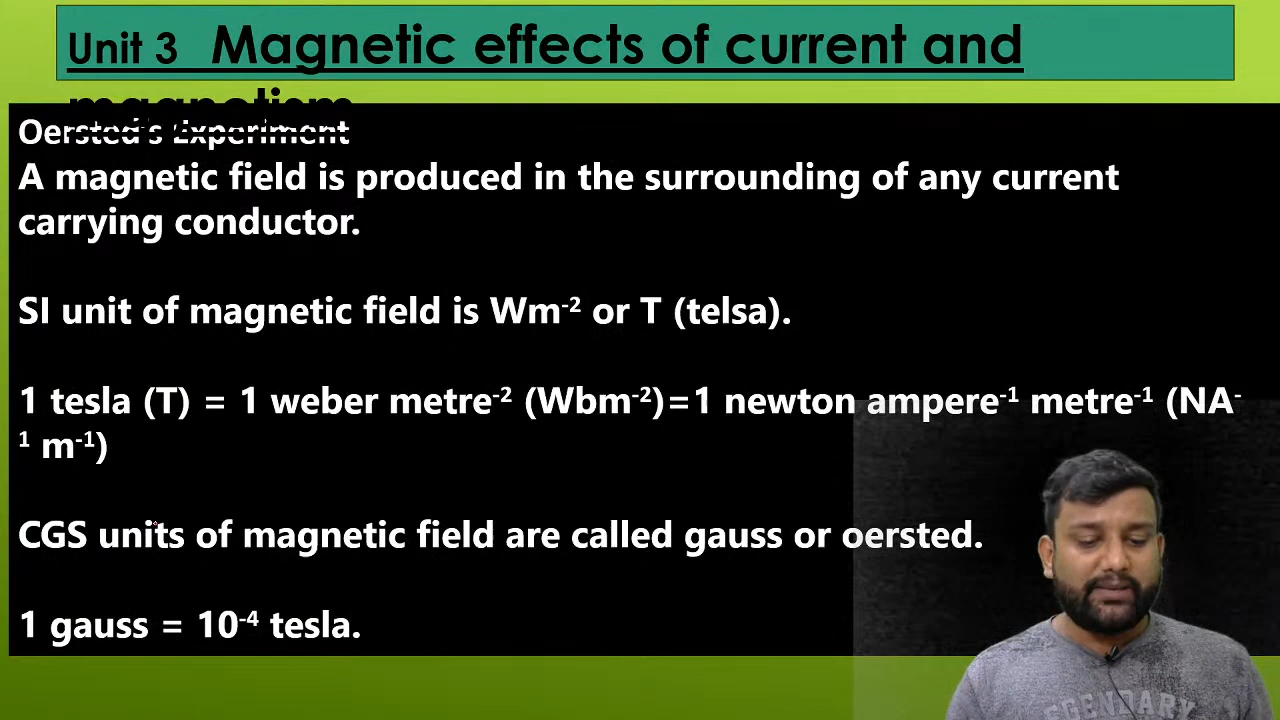 Unit 3 Magnetic effects of current and
magnetism
Oersted's Experiment
A magnetic field is produced in the surrounding of any current
carrying conductor.
SI unit of magnetic field is Wm⁻² or T (telsa).
1 tesla (T) = 1 weber metre⁻² (Wbm⁻²)=1 newton ampere⁻¹ metre⁻¹ (NA⁻
¹ m⁻¹)
CGS units of magnetic field are called gauss or oersted.
1 gauss = 10⁻⁴ tesla.